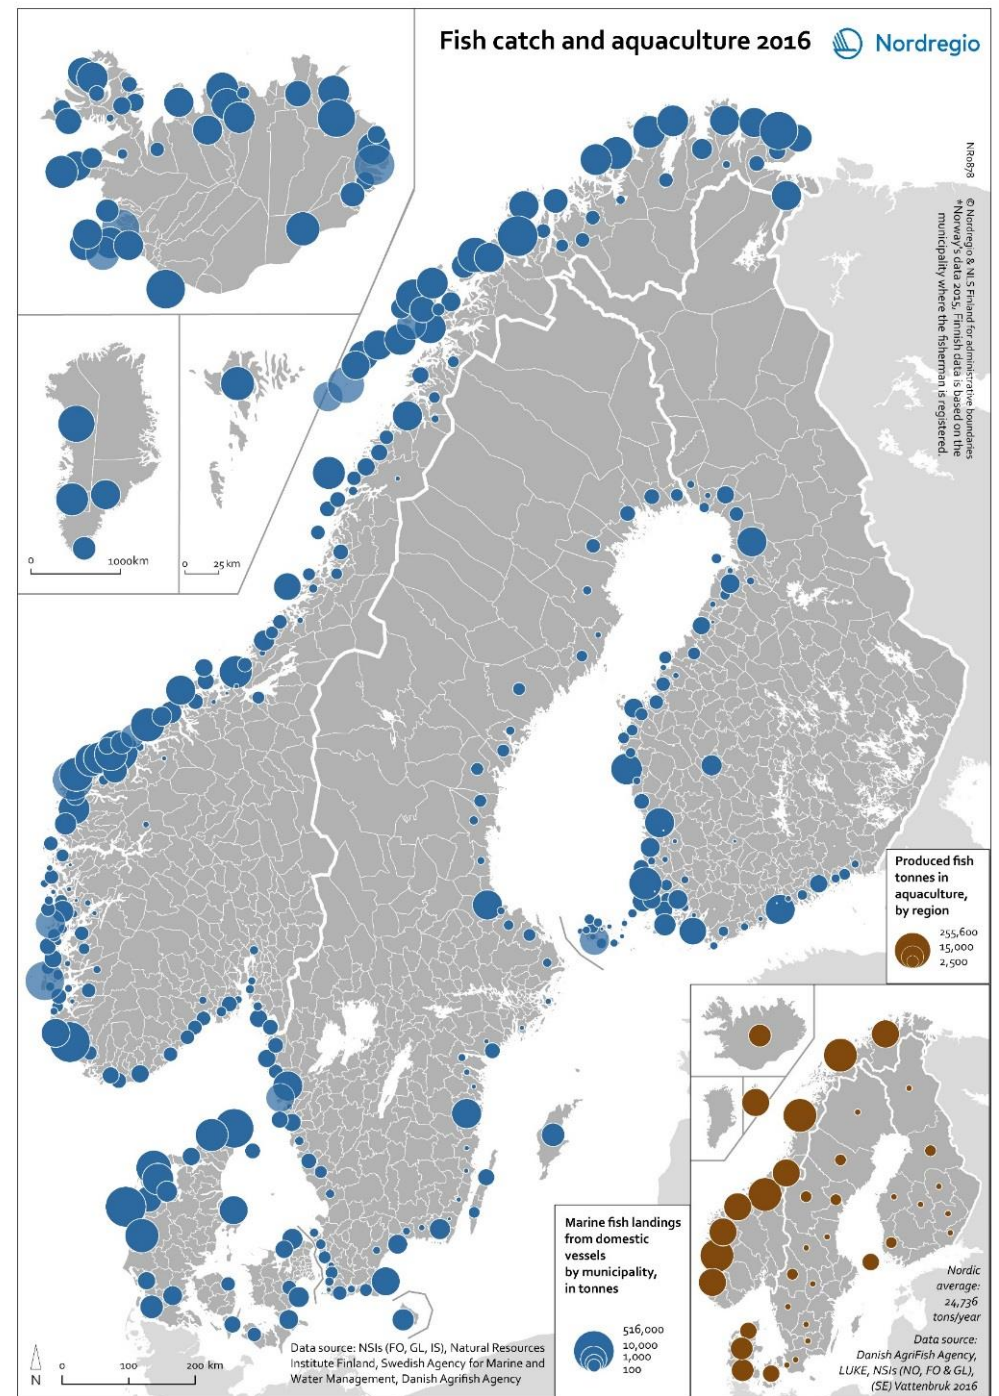 Fish catch and aquaculture 2016
Nordregio
NR0878
© Nordregio & NLS Finland for administrative boundaries
*Norway's data 2015, Finnish data is based on the
municipality where the fisherman is registered.
0 1000km
0 25 km
Produced fish
tonnes in
aquaculture,
by region
255,600
15,000
2,500
Marine fish landings
from domestic
vessels
by municipality,
in tonnes
516,000
10,000
1,000
100
Nordic
average:
24,736
tons/year
Data source:
Danish AgriFish Agency,
LUKE, NSIs (NO, FO & GL),
(SE) Vattenbruk 2016
N
0 100 200 km
Data source: NSIs (FO, GL, IS), Natural Resources
Institute Finland, Swedish Agency for Marine and
Water Management, Danish Agrifish Agency